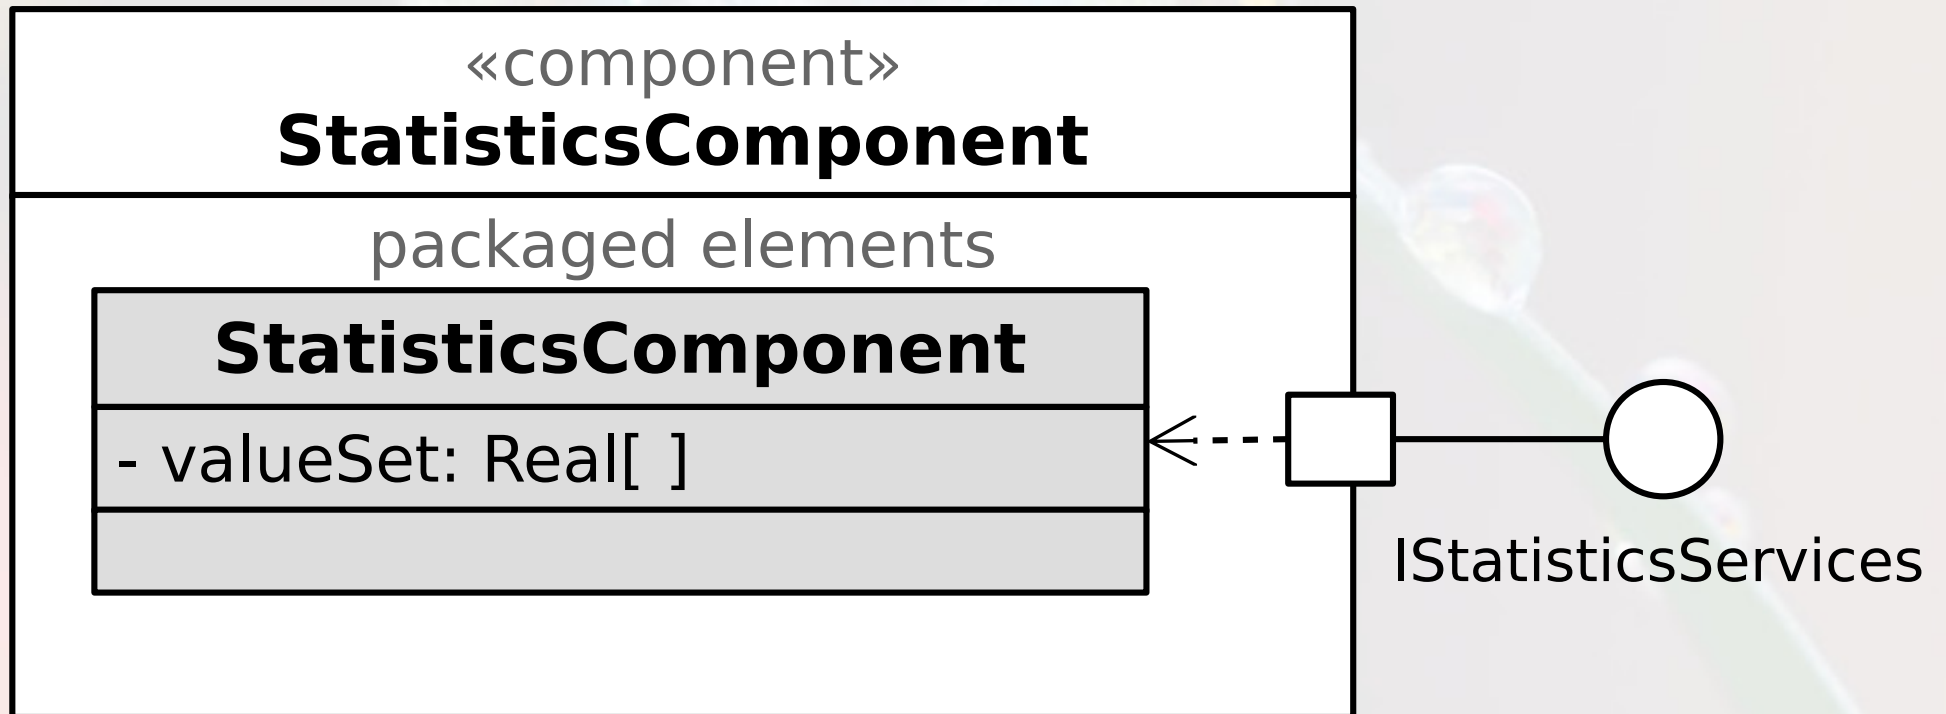 «component»
StatisticsComponent
packaged elements
StatisticsComponent
- valueSet: Real[ ]
IStatisticsServices